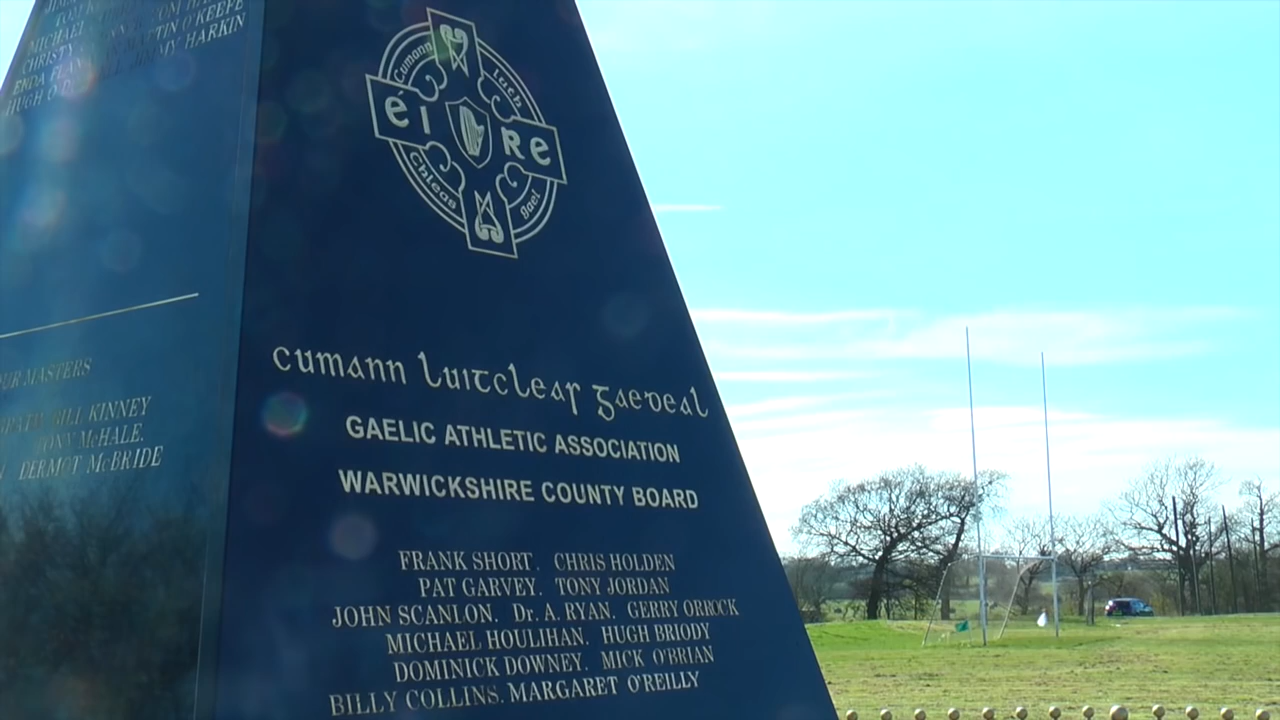 MICHAEL
MARTIN O'KEEFE
CHRISTY
JIMMY HARKIN
ENDA
HUGH
MASTERS
BILL KINNEY
TONY McHALE.
DERMOT McBRIDE
Cumann Lúth
éIRe
Chleas gael
cumann luitclear gaedeal
GAELIC ATHLETIC ASSOCIATION
WARWICKSHIRE COUNTY BOARD
FRANK SHORT. CHRIS HOLDEN
PAT GARVEY. TONY JORDAN
JOHN SCANLON. Dr. A. RYAN. GERRY ORROCK
MICHAEL HOULIHAN. HUGH BRIODY
DOMINICK DOWNEY. MICK O'BRIAN
BILLY COLLINS. MARGARET O'REILLY